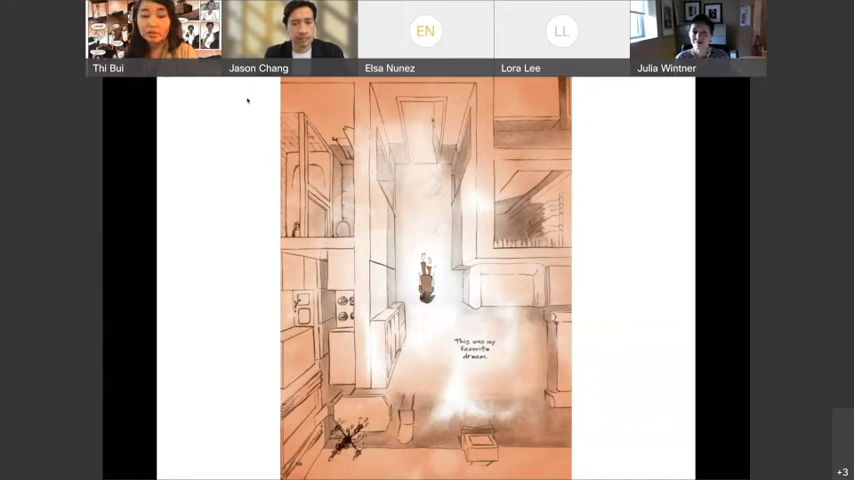 EN
LL
Thi Bui
Jason Chang
Elsa Nunez
Lora Lee
Julia Wintner
This was my
favorite
dream.
+3